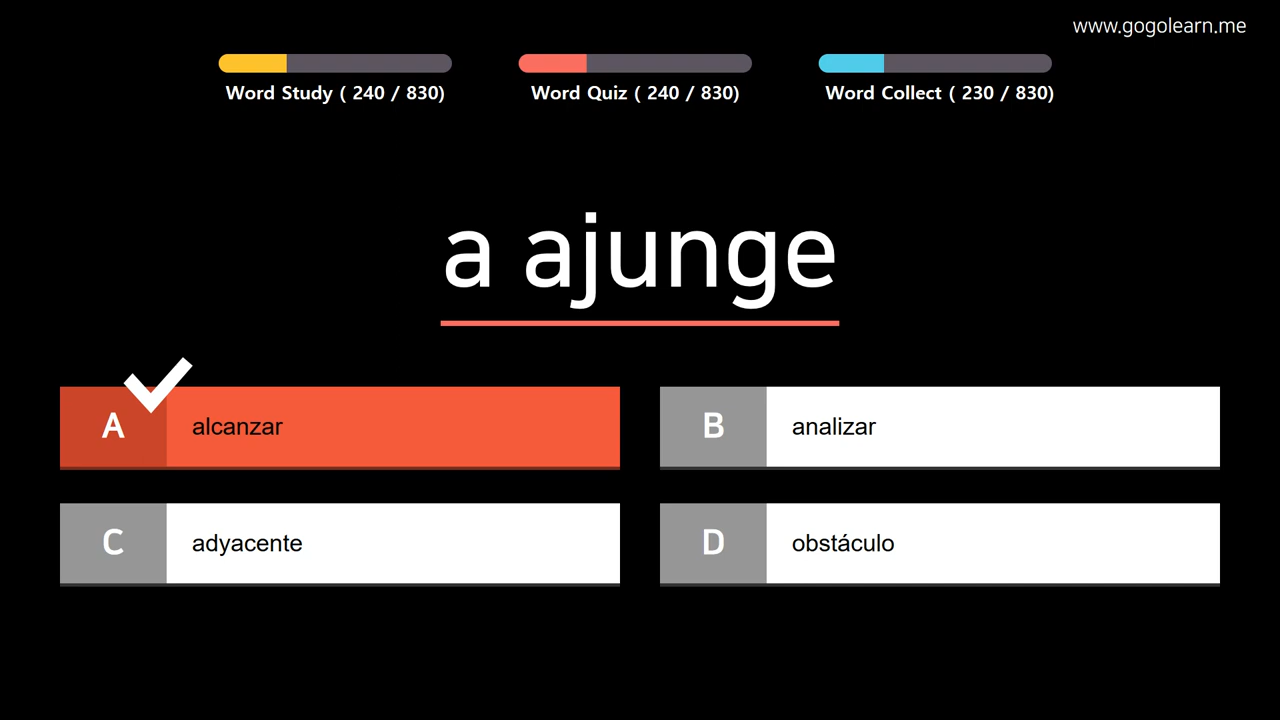 www.gogolearn.me
Word Study ( 240 / 830)
Word Quiz ( 240 / 830)
Word Collect ( 230 / 830)
a ajunge
A alcanzar
B analizar
C adyacente
D obstáculo